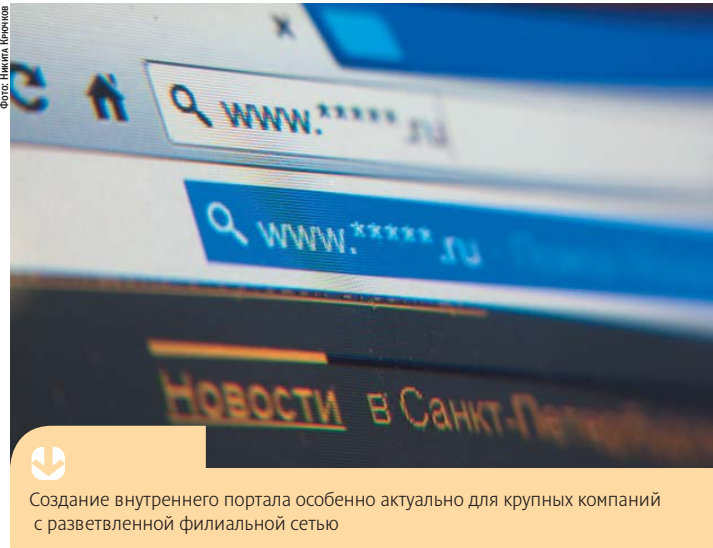 Фото: Никита Крючков
www.*****.ru
www.*****.ru
Новости в Санкт-Петербурге
Создание внутреннего портала особенно актуально для крупных компаний
с разветвленной филиальной сетью